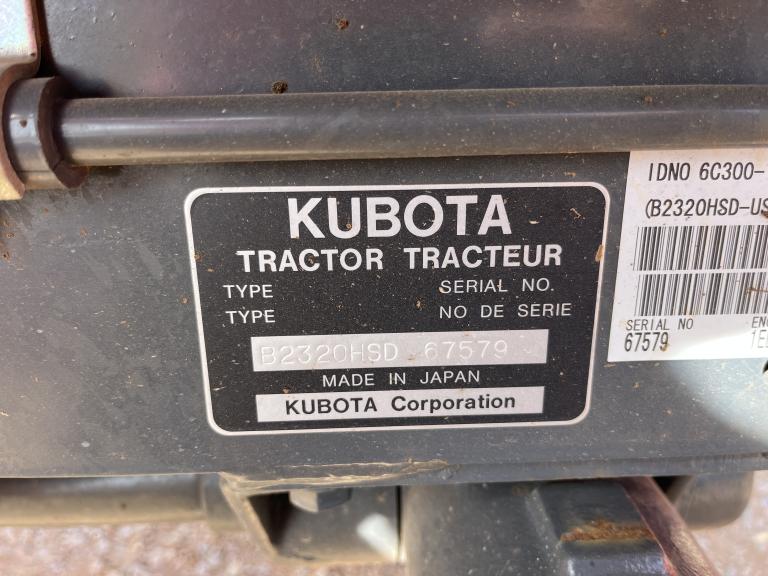 KUBOTA
TRACTOR TRACTEUR
TYPE SERIAL NO.
TYPE NO DE SERIE
B2320HSD 67579
MADE IN JAPAN
KUBOTA Corporation
IDNO 6C300-
(B2320HSD-US
SERIAL NO
67579